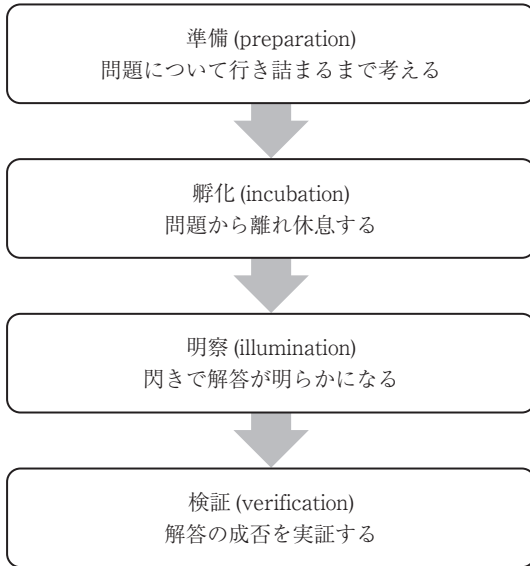 準備 (preparation)
問題について行き詰まるまで考える
孵化 (incubation)
問題から離れ休息する
明察 (illumination)
閃きで解答が明らかになる
検証 (verification)
解答の成否を実証する